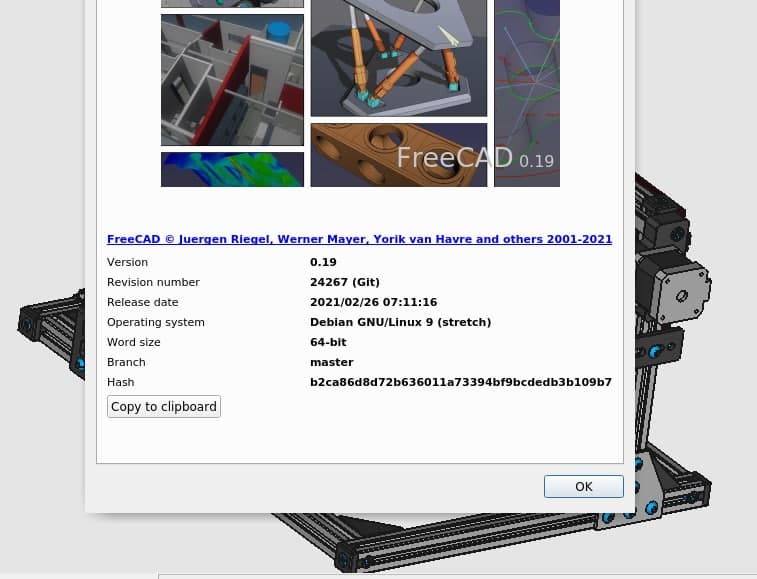 FreeCAD 0.19
FreeCAD © Juergen Riegel, Werner Mayer, Yorik van Havre and others 2001-2021
Version 0.19
Revision number 24267 (Git)
Release date 2021/02/26 07:11:16
Operating system Debian GNU/Linux 9 (stretch)
Word size 64-bit
Branch master
Hash b2ca86d8d72b636011a73394bf9bcdedb3b109b7
Copy to clipboard
OK